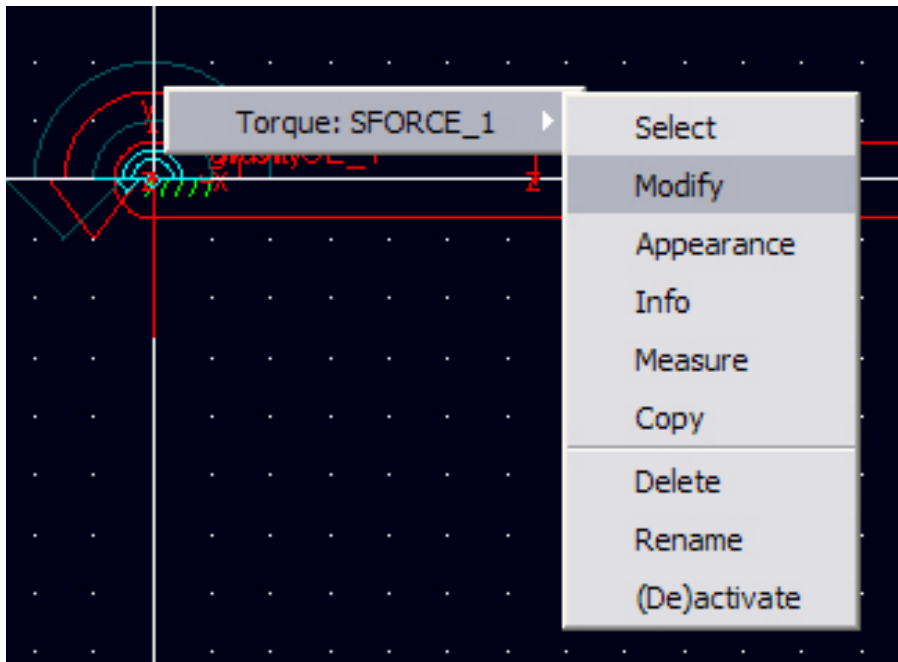 Torque: SFORCE_1
Select
Modify
Appearance
Info
Measure
Copy
Delete
Rename
(De)activate